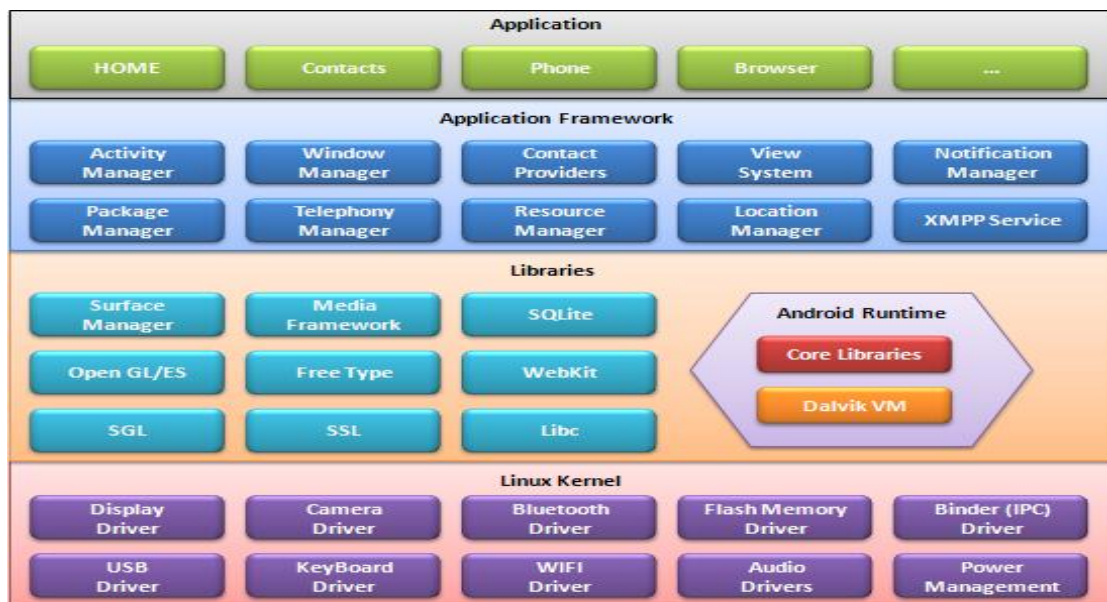 Application
HOME
Contacts
Phone
Browser
...
Application Framework
Activity
Manager
Window
Manager
Contact
Providers
View
System
Notification
Manager
Package
Manager
Telephony
Manager
Resource
Manager
Location
Manager
XMPP Service
Libraries
Surface
Manager
Media
Framework
SQLite
Open GL/ES
Free Type
WebKit
SGL
SSL
Libc
Android Runtime
Core Libraries
Dalvik VM
Linux Kernel
Display
Driver
Camera
Driver
Bluetooth
Driver
Flash Memory
Driver
Binder (IPC)
Driver
USB
Driver
KeyBoard
Driver
WIFI
Driver
Audio
Drivers
Power
Management